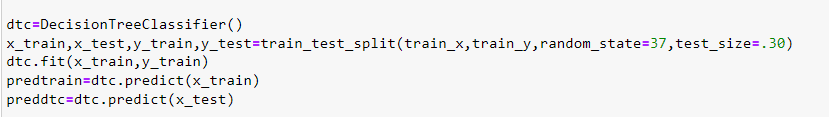 dtc=DecisionTreeClassifier()
x_train,x_test,y_train,y_test=train_test_split(train_x,train_y,random_state=37,test_size=.30)
dtc.fit(x_train,y_train)
predtrain=dtc.predict(x_train)
preddtc=dtc.predict(x_test)